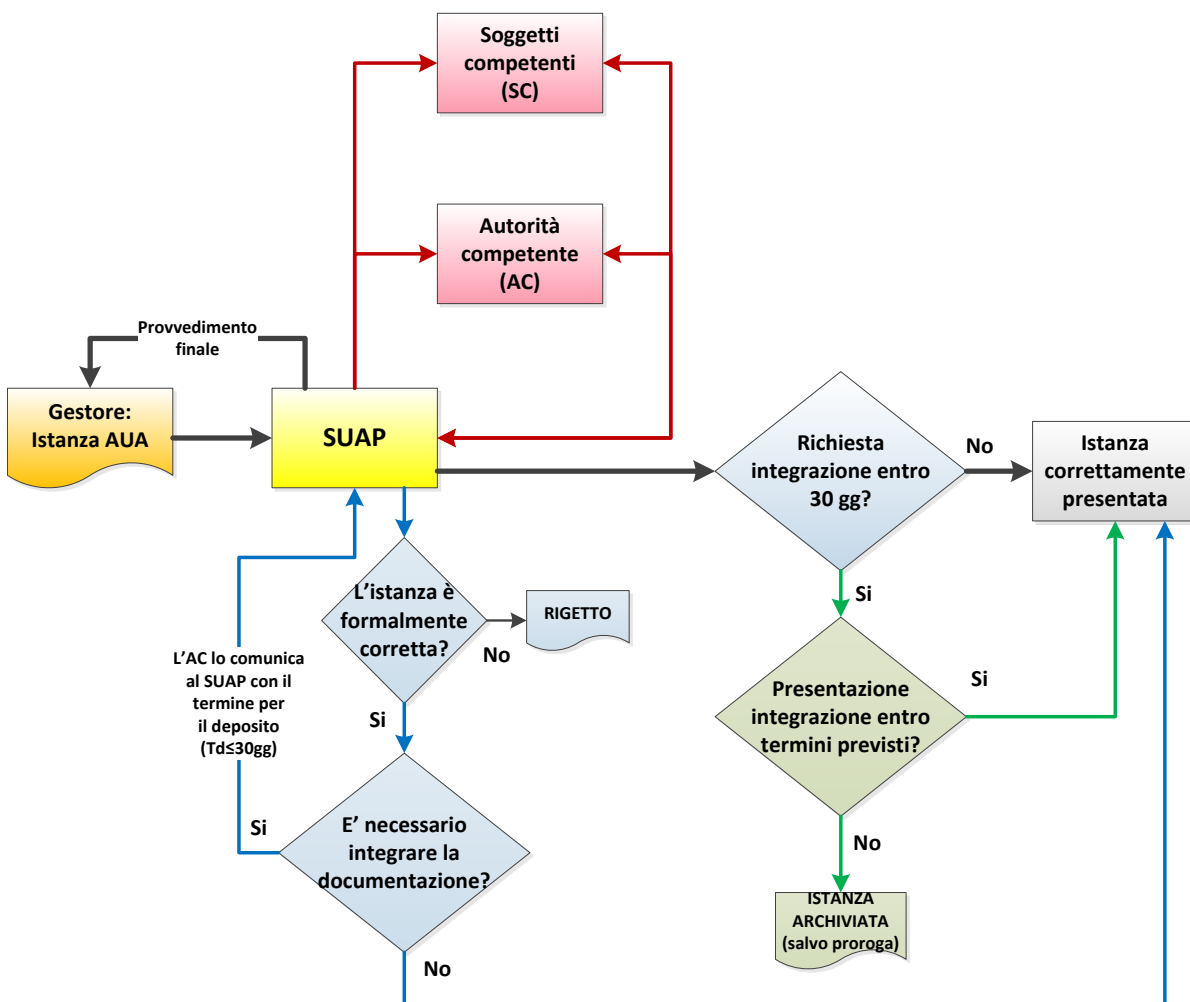 Soggetti
competenti
(SC)
Autorità
competente
(AC)
Provvedimento
finale
Gestore:
Istanza AUA
SUAP
Richiesta
integrazione entro
30 gg?
No
Istanza
correttamente
presentata
L’istanza è
formalmente
corretta?
No
RIGETTO
Si
Si
L’AC lo comunica
al SUAP con il
termine per
il deposito
(Td≤30gg)
Presentazione
integrazione entro
termini previsti?
Si
Si
E’ necessario
integrare la
documentazione?
No
No
ISTANZA
ARCHIVIATA
(salvo proroga)